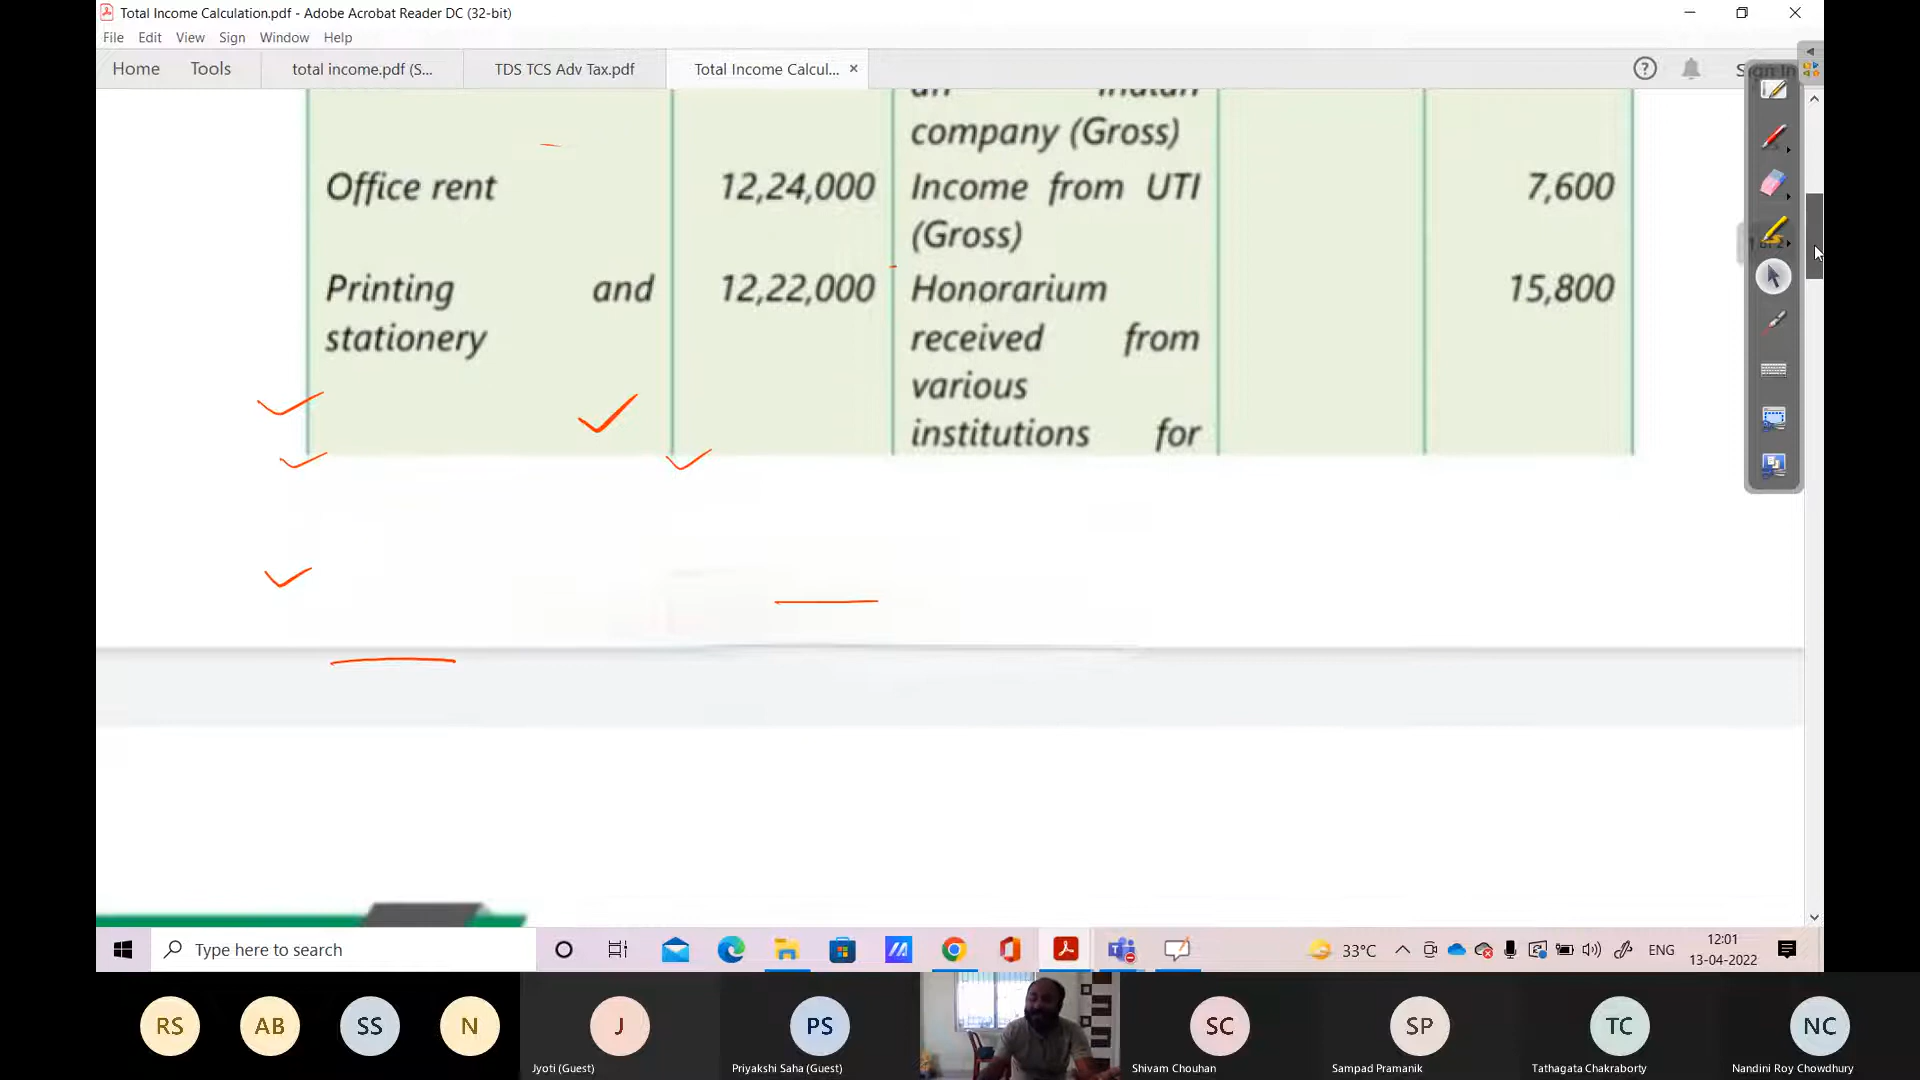 Total Income Calculation.pdf - Adobe Acrobat Reader DC (32-bit)
File Edit View Sign Window Help
Home Tools total income.pdf (S... TDS TCS Adv Tax.pdf Total Income Calcul... ×
Sign In
an Indian
company (Gross)
Office rent 12,24,000 Income from UTI 7,600
(Gross)
Printing and 12,22,000 Honorarium 15,800
stationery received from
various
institutions for
Type here to search
33°C ENG 12:01
13-04-2022
RS AB SS N J PS SC SP TC NC
Jyoti (Guest) Priyakshi Saha (Guest) Shivam Chouhan Sampad Pramanik Tathagata Chakraborty Nandini Roy Chowdhury